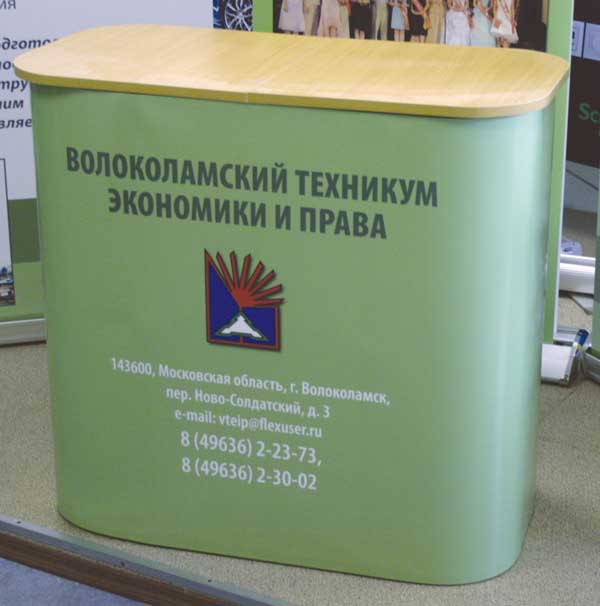 ВОЛОКОЛАМСКИЙ ТЕХНИКУМ
ЭКОНОМИКИ И ПРАВА
143600, Московская область, г. Волоколамск,
пер. Ново-Солдатский, д. 3
e-mail: vteip@flexuser.ru
8 (49636) 2-23-73,
8 (49636) 2-30-02